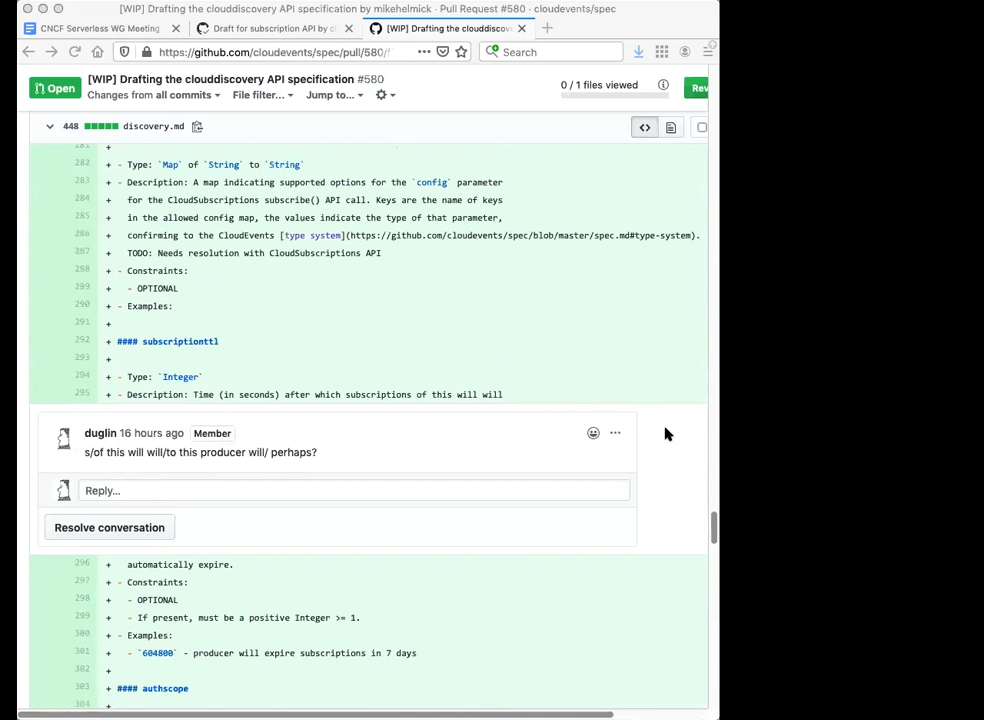 [WIP] Drafting the clouddiscovery API specification by mikehelmick · Pull Request #580 · cloudevents/spec
CNCF Serverless WG Meeting
Draft for subscription API by cl
[WIP] Drafting the clouddiscov
https://github.com/cloudevents/spec/pull/580/f
Search
Open
[WIP] Drafting the clouddiscovery API specification #580
Changes from all commits
File filter...
Jump to...
0 / 1 files viewed
Rev
448
discovery.md
281 +
282 + - Type: `Map` of `String` to `String`
283 + - Description: A map indicating supported options for the `config` parameter
284 + for the CloudSubscriptions subscribe() API call. Keys are the name of keys
285 + in the allowed config map, the values indicate the type of that parameter,
286 + confirming to the CloudEvents [type system](https://github.com/cloudevents/spec/blob/master/spec.md#type-system).
287 + TODO: Needs resolution with CloudSubscriptions API
288 + - Constraints:
289 + - OPTIONAL
290 + - Examples:
291 +
292 + #### subscriptionttl
293 +
294 + - Type: `Integer`
295 + - Description: Time (in seconds) after which subscriptions of this will will
duglin 16 hours ago Member
s/of this will will/to this producer will/ perhaps?
Reply...
Resolve conversation
296 + automatically expire.
297 + - Constraints:
298 + - OPTIONAL
299 + - If present, must be a positive Integer >= 1.
300 + - Examples:
301 + - `604800` - producer will expire subscriptions in 7 days
302 +
303 + #### authscope
304 +